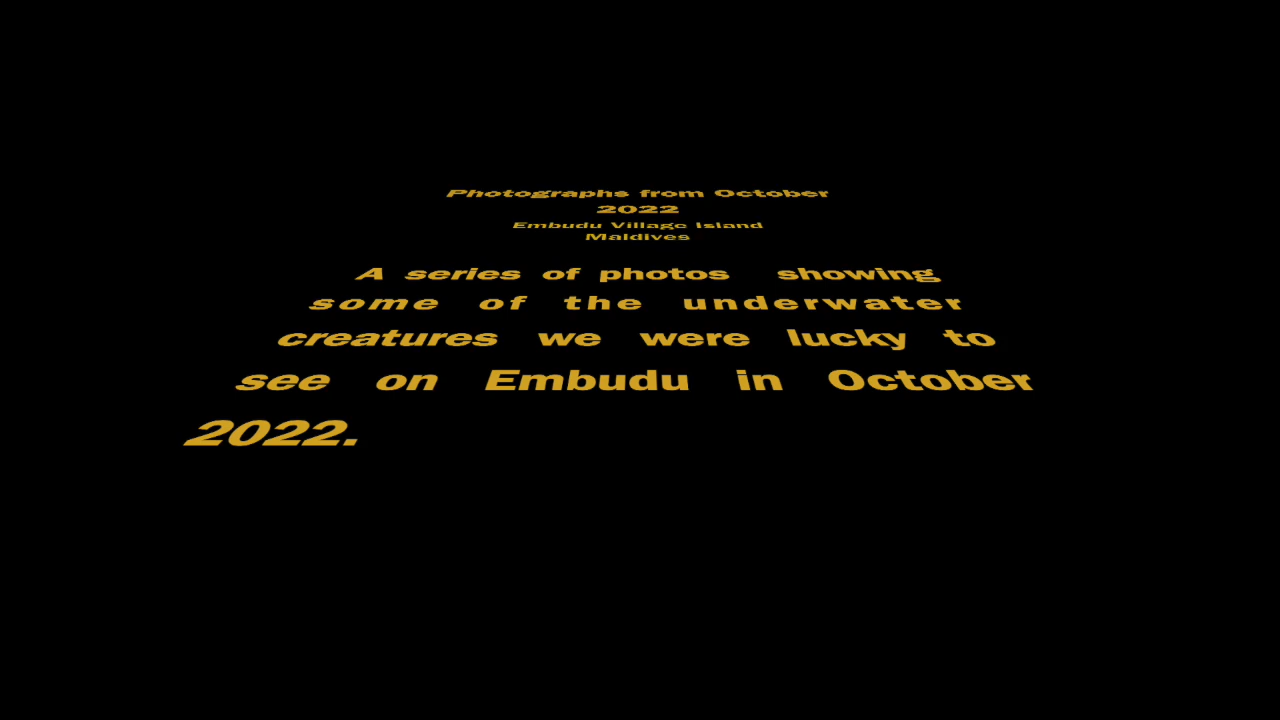 Photographs from October
2022
Embudu Village Island
Maldives
A series of photos showing
some of the underwater
creatures we were lucky to
see on Embudu in October
2022.